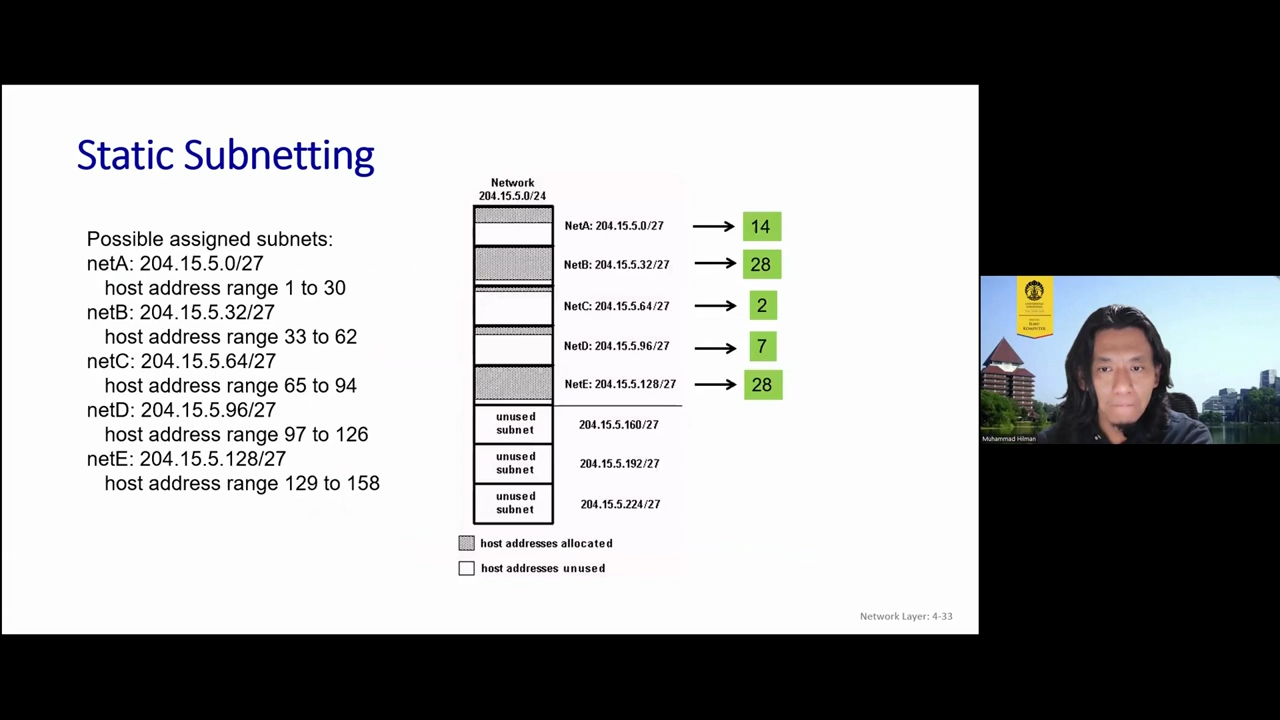 Static Subnetting
Possible assigned subnets:
netA: 204.15.5.0/27
host address range 1 to 30
netB: 204.15.5.32/27
host address range 33 to 62
netC: 204.15.5.64/27
host address range 65 to 94
netD: 204.15.5.96/27
host address range 97 to 126
netE: 204.15.5.128/27
host address range 129 to 158
Network
204.15.5.0/24
NetA: 204.15.5.0/27
14
NetB: 204.15.5.32/27
28
NetC: 204.15.5.64/27
2
NetD: 204.15.5.96/27
7
NetE: 204.15.5.128/27
28
unused
subnet
204.15.5.160/27
unused
subnet
204.15.5.192/27
unused
subnet
204.15.5.224/27
host addresses allocated
host addresses unused
Network Layer: 4-33
ILMU
KOMPUTER
Muhammad Hilman